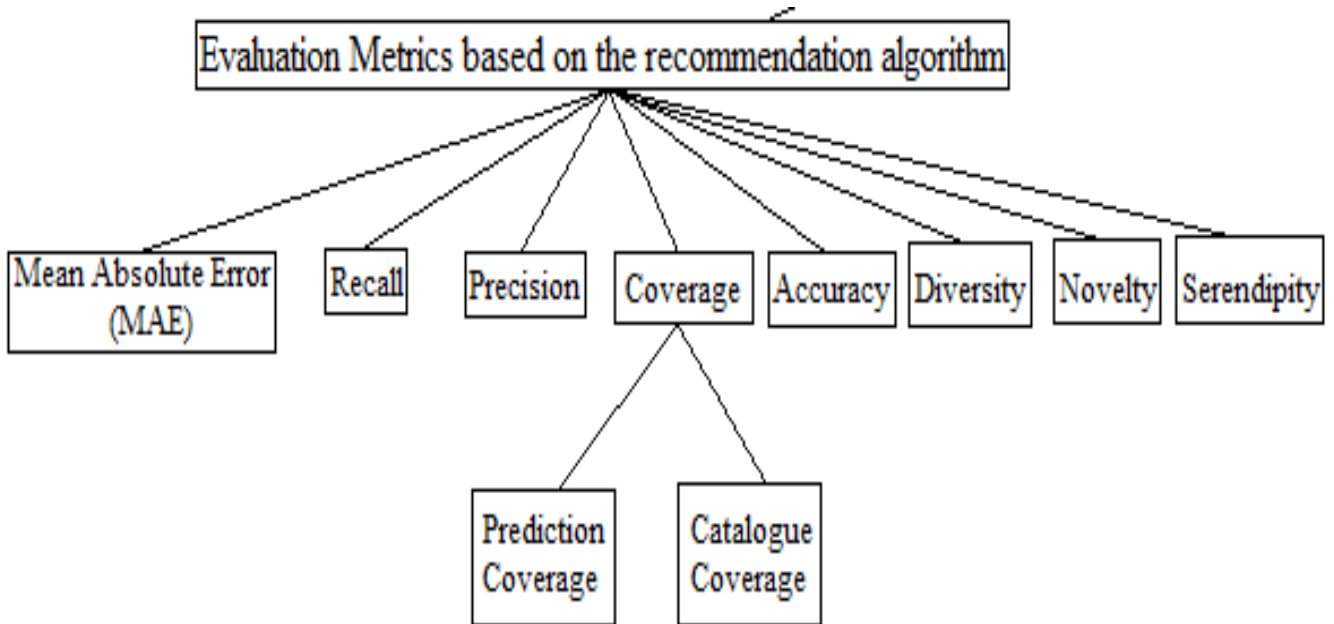 Evaluation Metrics based on the recommendation algorithm
Mean Absolute Error
(MAE)
Recall
Precision
Coverage
Accuracy
Diversity
Novelty
Serendipity
Prediction
Coverage
Catalogue
Coverage